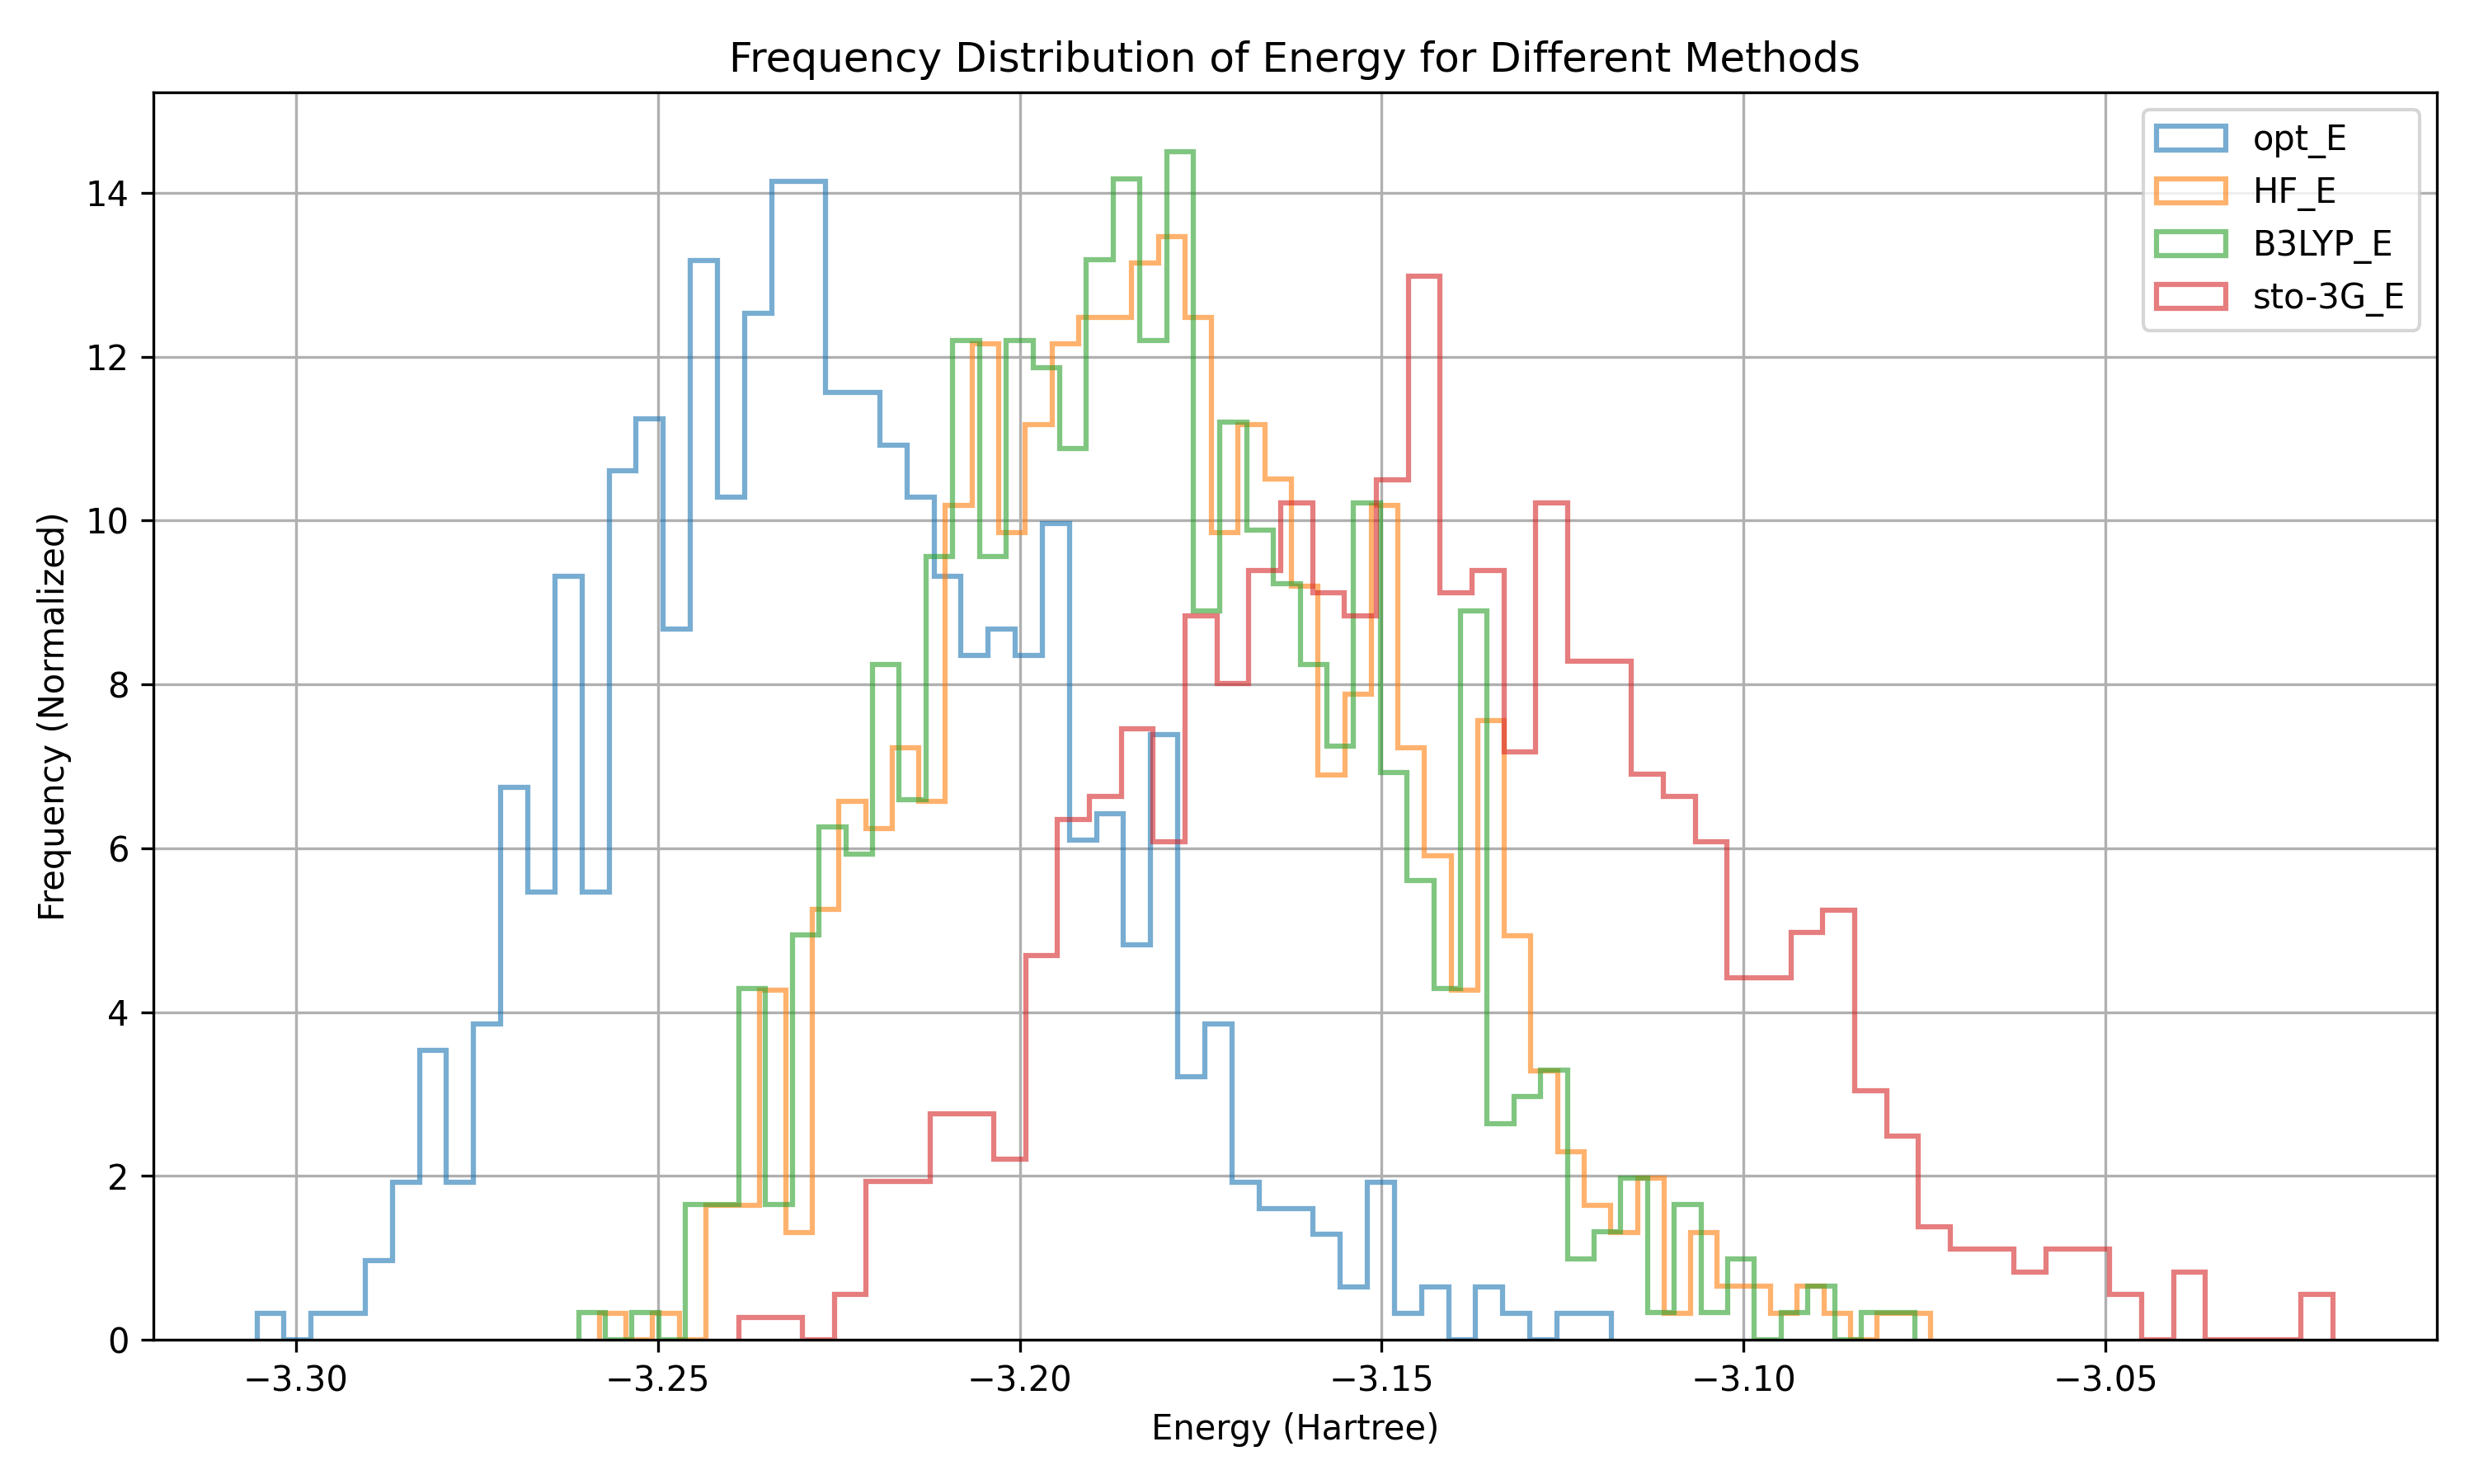 Frequency Distribution of Energy for Different Methods
opt_E
HF_E
B3LYP_E
sto-3G_E
Frequency (Normalized)
14
12
10
8
6
4
2
0
−3.30 −3.25 −3.20 −3.15 −3.10 −3.05
Energy (Hartree)